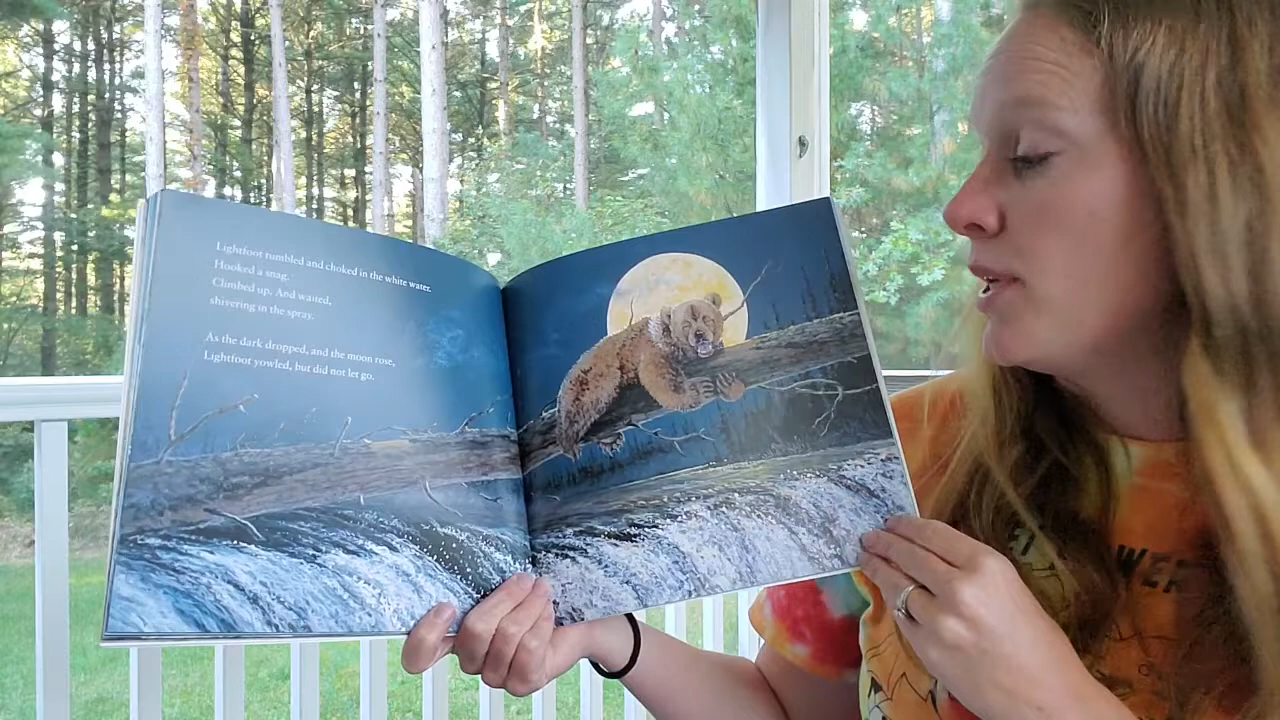 Lightfoot tumbled and choked in the white water.
Hooked a snag.
Climbed up. And waited,
shivering in the spray.
As the dark dropped, and the moon rose,
Lightfoot yowled, but did not let go.